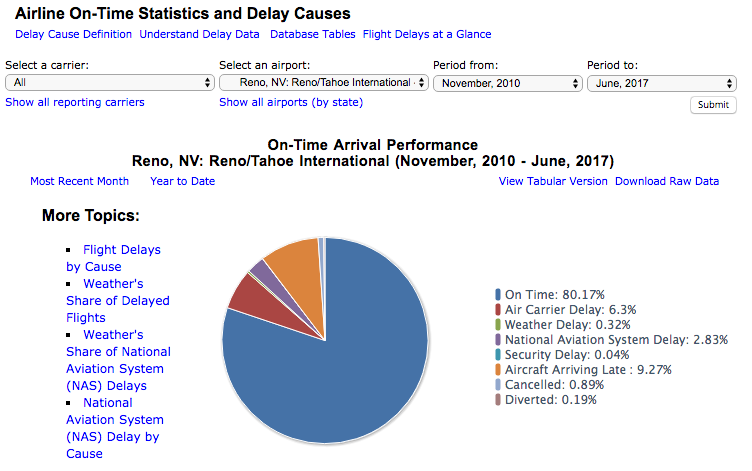 Airline On-Time Statistics and Delay Causes
Delay Cause Definition Understand Delay Data Database Tables Flight Delays at a Glance
Select a carrier: Select an airport: Period from: Period to:
All Reno, NV: Reno/Tahoe International - November, 2010 June, 2017
Show all reporting carriers Show all airports (by state) Submit
On-Time Arrival Performance
Reno, NV: Reno/Tahoe International (November, 2010 - June, 2017)
Most Recent Month Year to Date View Tabular Version Download Raw Data
More Topics:
Flight Delays
by Cause
Weather's
Share of Delayed
Flights
Weather's
Share of National
Aviation System
(NAS) Delays
National
Aviation System
(NAS) Delay by
Cause
On Time: 80.17%
Air Carrier Delay: 6.3%
Weather Delay: 0.32%
National Aviation System Delay: 2.83%
Security Delay: 0.04%
Aircraft Arriving Late : 9.27%
Cancelled: 0.89%
Diverted: 0.19%